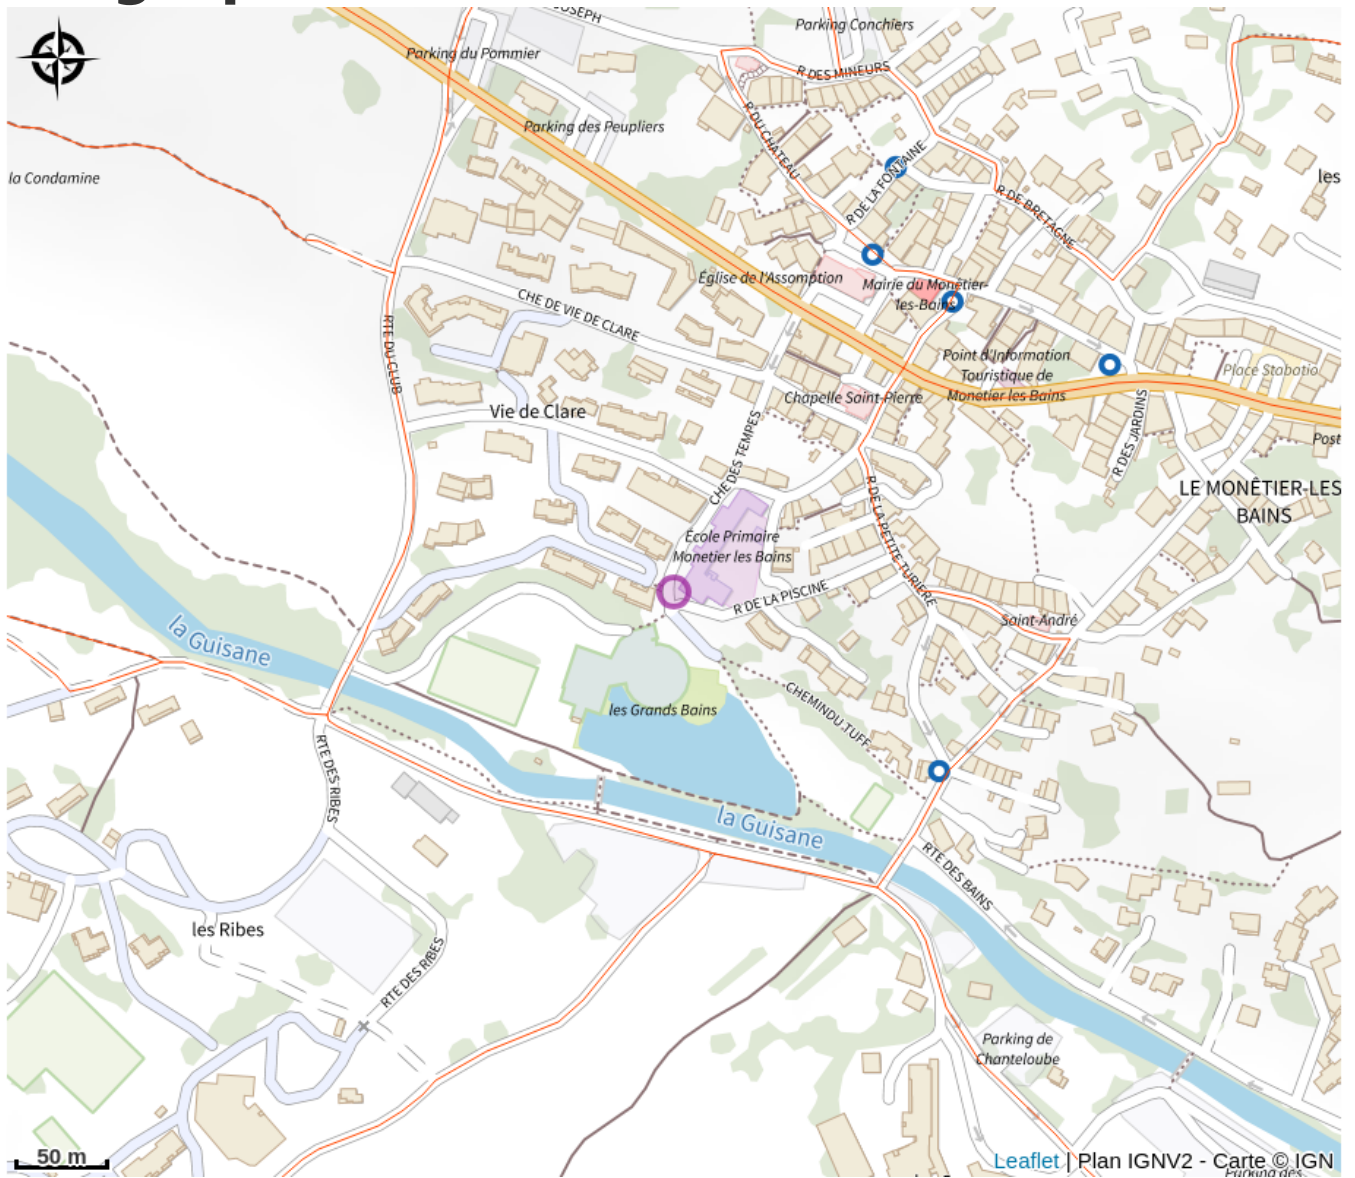 JOSEPH
Parking Conchiers
Parking du Pommier
R DES MINEURS
Parking des Peupliers
R DU CHATEAU
la Condamine
les
R DE LA FONTAINE
R DE BRETAGNE
Église de l'Assomption
Mairie du Monêtier-
les-Bains
CHE DE VIE DE CLARE
RTE DU CLUB
Point d'Information
Touristique de
Monetier les Bains
Place Stabatio
Chapelle Saint-Pierre
Vie de Clare
R DES JARDINS
Post
CHE DES TEMPES
LE MONÊTIER-LES
BAINS
R DE LA PETITE TURIERE
École Primaire
Monetier les Bains
R DE LA PISCINE
Saint-André
la Guisane
les Grands Bains
CHEMIN DU TUFF
RTE DES RIBES
la Guisane
RTE DES BAINS
les Ribes
RTE DES RIBES
Parking de
Chanteloube
50 m
Leaflet | Plan IGNV2 - Carte © IGN
Parking des